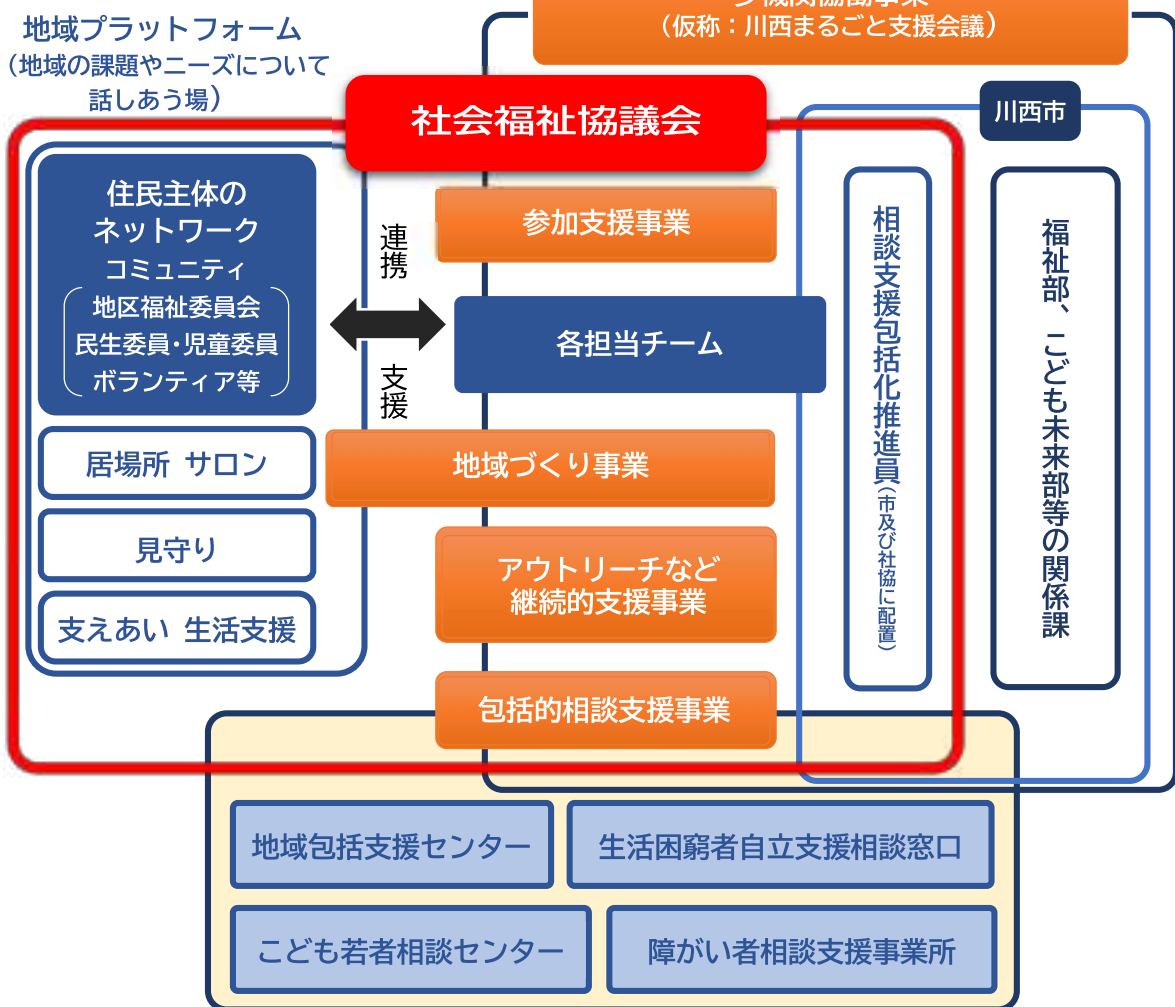 地域プラットフォーム
(地域の課題やニーズについて
話しあう場)
(仮称:川西まるごと支援会議)
社会福祉協議会
川西市
住民主体の
ネットワーク
コミュニティ
地区福祉委員会
民生委員・児童委員
ボランティア等
居場所 サロン
見守り
支えあい 生活支援
連携
支援
参加支援事業
各担当チーム
地域づくり事業
アウトリーチなど
継続的支援事業
包括的相談支援事業
相談支援包括化推進員(市及び社協に配置)
福祉部、こども未来部等の関係課
地域包括支援センター
生活困窮者自立支援相談窓口
こども若者相談センター
障がい者相談支援事業所